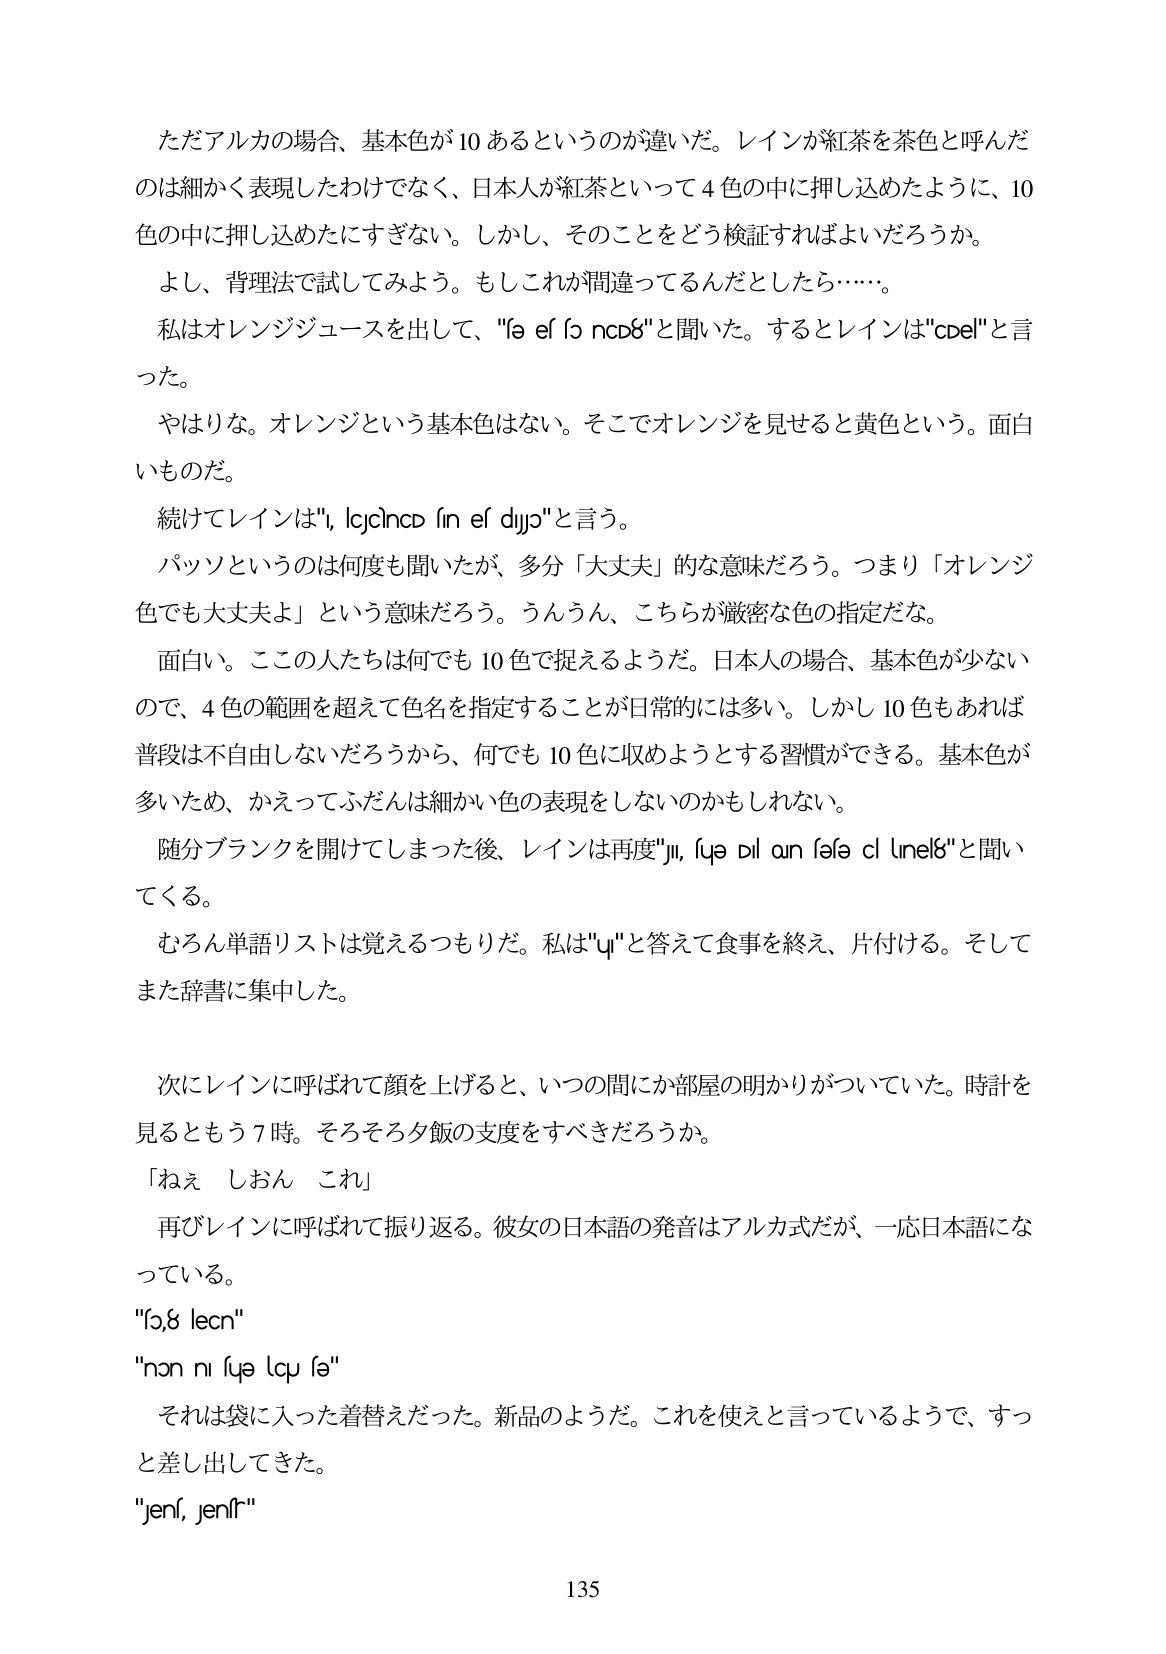 ただアルカの場合、基本色が 10 あるというのが違いだ。レインが紅茶を茶色と呼んだ
のは細かく表現したわけでなく、日本人が紅茶といって 4 色の中に押し込めたように、10
色の中に押し込めたにすぎない。しかし、そのことをどう検証すればよいだろうか。
よし、背理法で試してみよう。もしこれが間違ってるんだとしたら……。
私はオレンジジュースを出して、"と聞いた。するとレインは"と言
った。
やはりな。オレンジという基本色はない。そこでオレンジを見せると黄色という。面白
いものだ。
続けてレインは"と言う。
パッソというのは何度も聞いたが、多分「大丈夫」的な意味だろう。つまり「オレンジ
色でも大丈夫よ」という意味だろう。うんうん、こちらが厳密な色の指定だな。
面白い。ここの人たちは何でも 10 色で捉えるようだ。日本人の場合、基本色が少ない
ので、4 色の範囲を超えて色名を指定することが日常的には多い。しかし 10 色もあれば
普段は不自由しないだろうから、何でも 10 色に収めようとする習慣ができる。基本色が
多いため、かえってふだんは細かい色の表現をしないのかもしれない。
随分ブランクを開けてしまった後、レインは再度"と聞い
てくる。
むろん単語リストは覚えるつもりだ。私は"と答えて食事を終え、片付ける。そして
また辞書に集中した。
次にレインに呼ばれて顔を上げると、いつの間にか部屋の明かりがついていた。時計を
見るともう 7 時。そろそろ夕飯の支度をすべきだろうか。
「ねぇ　しおん　これ」
再びレインに呼ばれて振り返る。彼女の日本語の発音はアルカ式だが、一応日本語にな
っている。
それは袋に入った着替えだった。新品のようだ。これを使えと言っているようで、すっ
と差し出してきた。
135